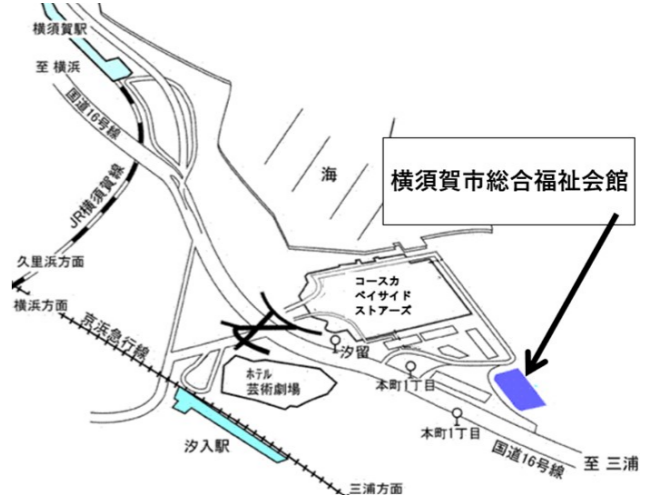 横須賀駅
至 横浜
国道16号線
JR横須賀線
久里浜方面
横浜方面
京浜急行線
海
横須賀市総合福祉会館
コースカ
ベイサイド
ストアーズ
汐留
本町1丁目
ホテル
芸術劇場
本町1丁目
汐入駅
国道16号線
至 三浦
三浦方面